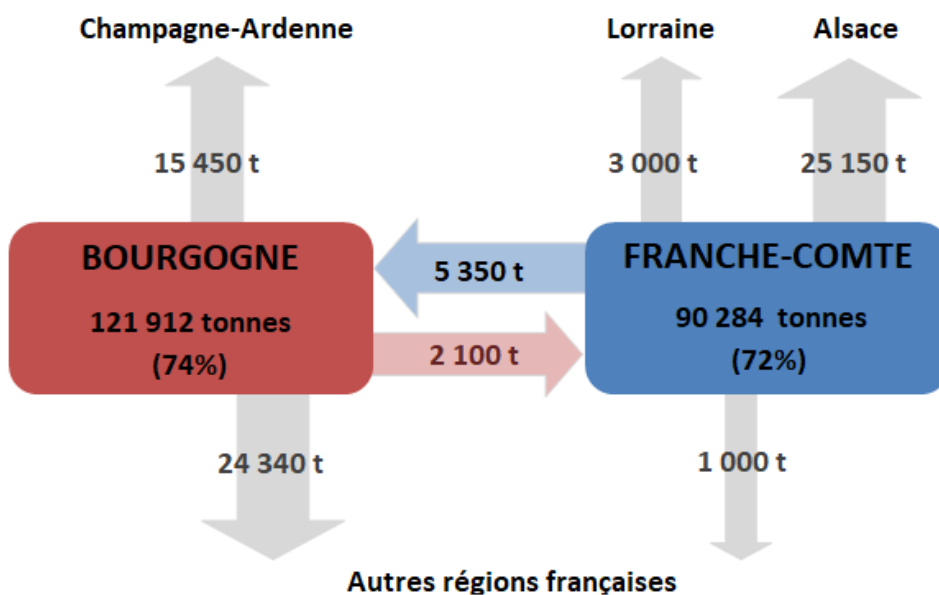 Champagne-Ardenne
Lorraine
Alsace
15 450 t
3 000 t
25 150 t
BOURGOGNE
121 912 tonnes
(74%)
5 350 t
2 100 t
FRANCHE-COMTE
90 284 tonnes
(72%)
24 340 t
1 000 t
Autres régions françaises